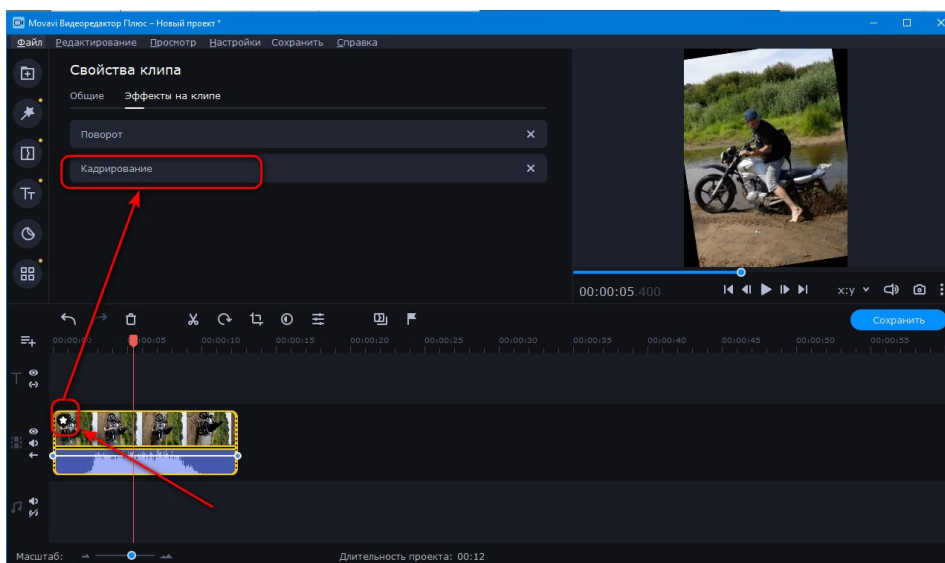 Movavi Видеоредактор Плюс – Новый проект *
Файл Редактирование Просмотр Настройки Сохранить Справка
Свойства клипа
Общие Эффекты на клипе
Поворот
Кадрирование
00:00:05.400
x:y
Сохранить
00:00:00 00:00:05 00:00:10 00:00:15 00:00:20 00:00:25 00:00:30 00:00:35 00:00:40 00:00:45 00:00:50 00:00:55
Масштаб: Длительность проекта: 00:12